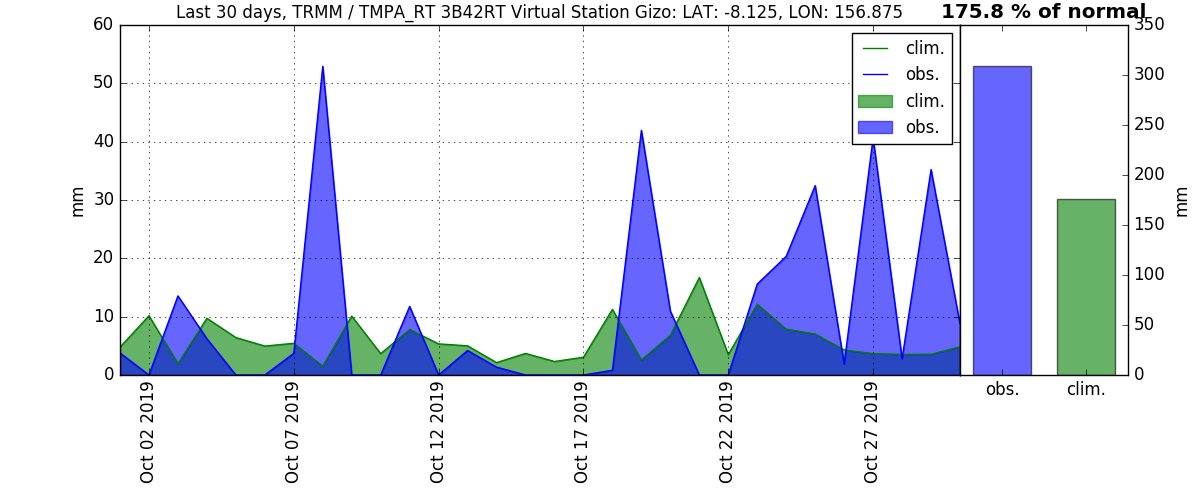 Last 30 days, TRMM / TMPA_RT 3B42RT Virtual Station Gizo: LAT: -8.125, LON: 156.875
175.8 % of normal
60
50
40
30
20
10
0
mm
clim.
obs.
clim.
obs.
Oct 02 2019
Oct 07 2019
Oct 12 2019
Oct 17 2019
Oct 22 2019
Oct 27 2019
350
300
250
200
150
100
50
0
mm
obs.
clim.